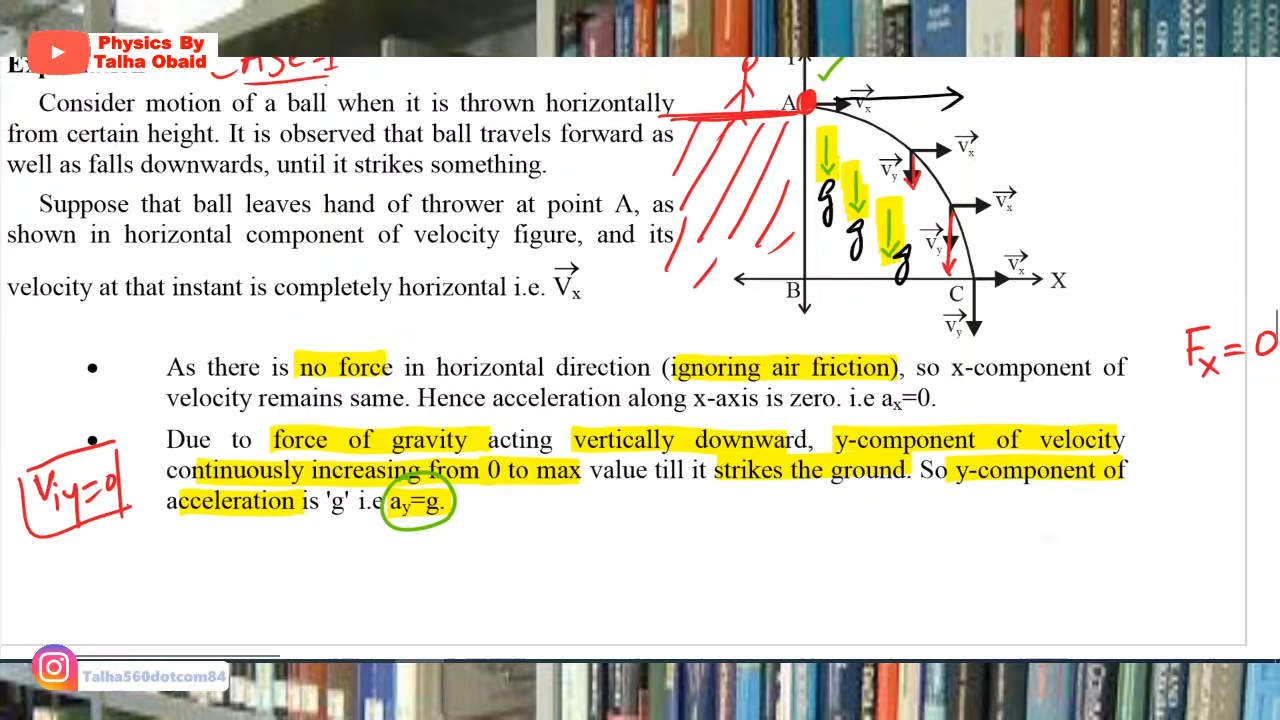 Physics By
Talha Obaid
CASE-1
Consider motion of a ball when it is thrown horizontally
from certain height. It is observed that ball travels forward as
well as falls downwards, until it strikes something.
Suppose that ball leaves hand of thrower at point A, as
shown in horizontal component of velocity figure, and its
velocity at that instant is completely horizontal i.e. V⃗x
A
v⃗x
v⃗x
v⃗y
g
v⃗x
g
v⃗y
g
v⃗x
B
C
X
v⃗y
Fx = 0
• As there is no force in horizontal direction (ignoring air friction), so x-component of
velocity remains same. Hence acceleration along x-axis is zero. i.e ax=0.
• Due to force of gravity acting vertically downward, y-component of velocity
continuously increasing from 0 to max value till it strikes the ground. So y-component of
acceleration is 'g' i.e ay=g.
Viy=0
Talha560dotcom84